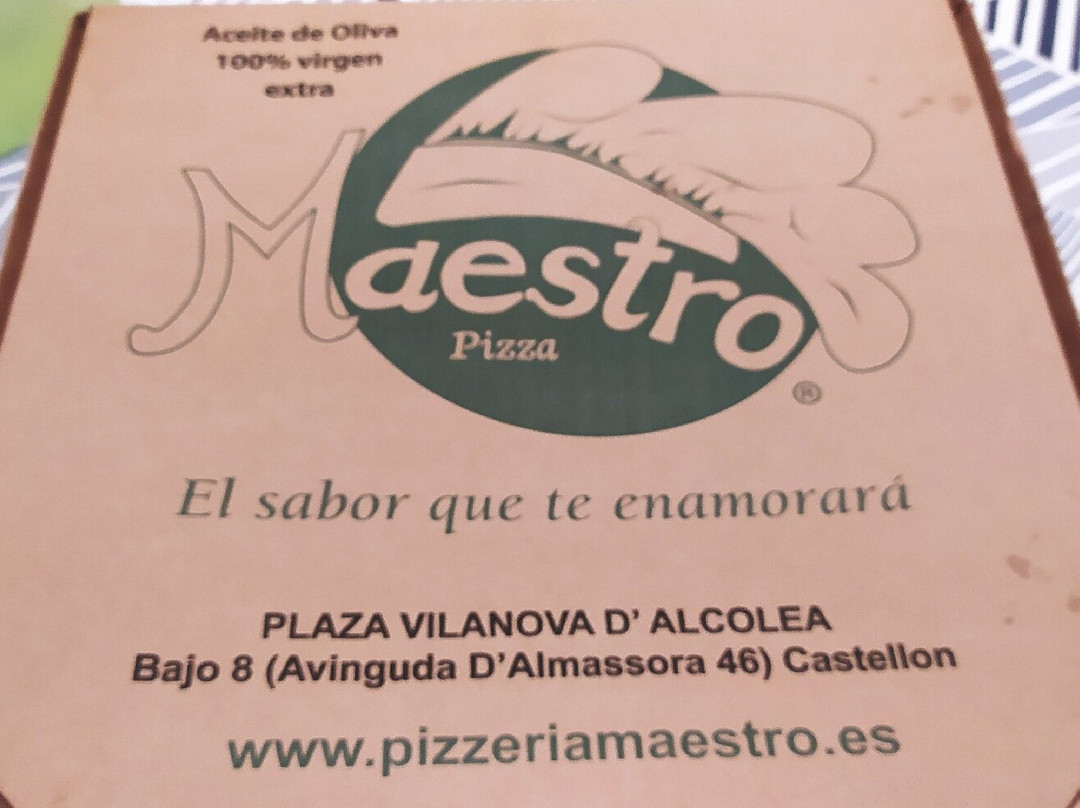 Aceite de Oliva
100% virgen
extra
Maestro
Pizza
®
El sabor que te enamorará
PLAZA VILANOVA D' ALCOLEA
Bajo 8 (Avinguda D'Almassora 46) Castellon
www.pizzeriamaestro.es